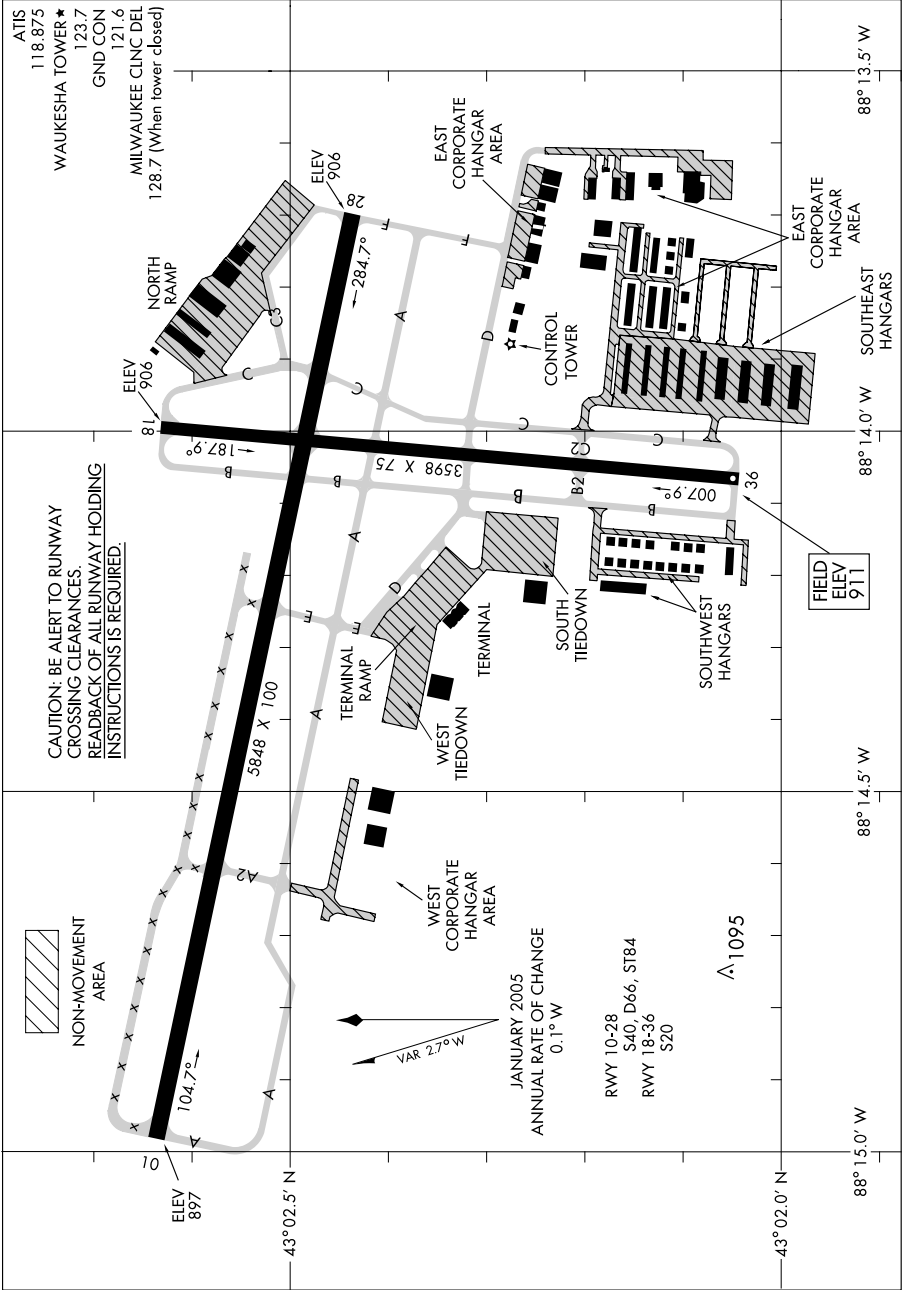 ATIS
118.875
WAUKESHA TOWER★
123.7
GND CON
121.6
MILWAUKEE CLNC DEL
128.7 (When tower closed)
CAUTION: BE ALERT TO RUNWAY
CROSSING CLEARANCES.
READBACK OF ALL RUNWAY HOLDING
INSTRUCTIONS IS REQUIRED.
NON-MOVEMENT
AREA
NORTH
RAMP
ELEV
906
18
187.9°
ELEV
906
28
284.7°
5848 X 100
3598 X 75
104.7°
10
ELEV
897
007.9°
36
FIELD
ELEV
911
A
A
A2
A
A
A
B
B
B
B2
B
C
C3
C
C
C2
C
D
D
E
E
F
F
EAST
CORPORATE
HANGAR
AREA
CONTROL
TOWER
EAST
CORPORATE
HANGAR
AREA
SOUTHEAST
HANGARS
TERMINAL
RAMP
TERMINAL
WEST
TIEDOWN
SOUTH
TIEDOWN
SOUTHWEST
HANGARS
WEST
CORPORATE
HANGAR
AREA
VAR 2.7° W
JANUARY 2005
ANNUAL RATE OF CHANGE
0.1° W
RWY 10-28
S40, D66, ST84
RWY 18-36
S20
1095
43° 02.5' N
43° 02.0' N
88° 15.0' W
88° 14.5' W
88° 14.0' W
88° 13.5' W
x x x x x x x x x x x x x x x x x